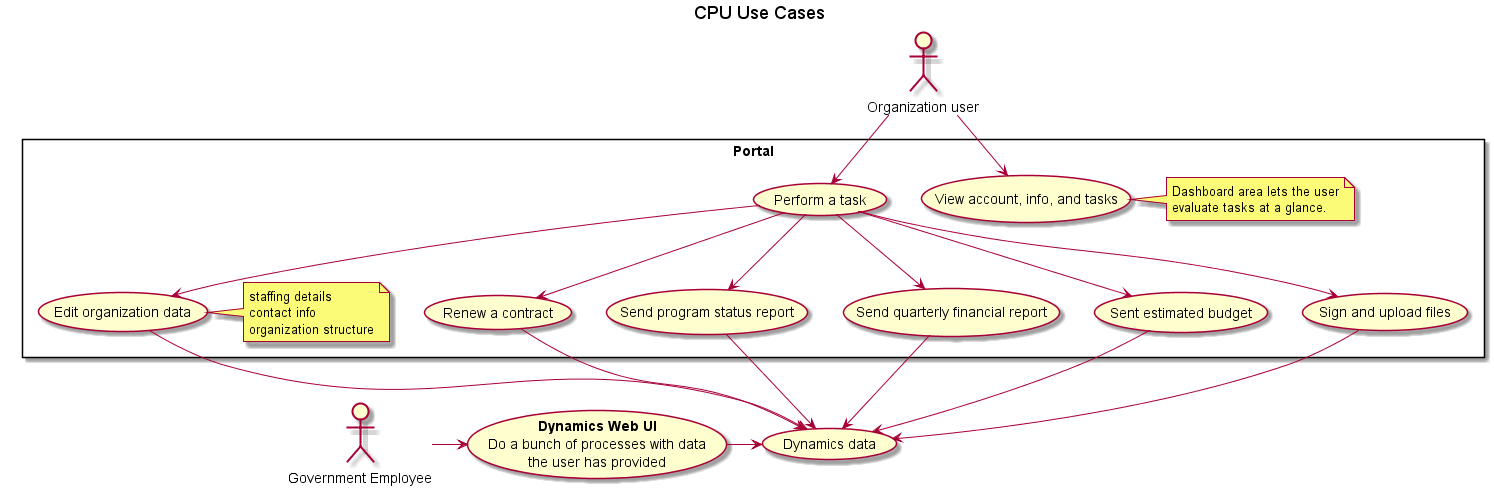 CPU Use Cases
Organization user
Portal
Perform a task
View account, info, and tasks
Dashboard area lets the user
evaluate tasks at a glance.
Edit organization data
staffing details
contact info
organization structure
Renew a contract
Send program status report
Send quarterly financial report
Sent estimated budget
Sign and upload files
Government Employee
Dynamics Web UI
Do a bunch of processes with data
the user has provided
Dynamics data